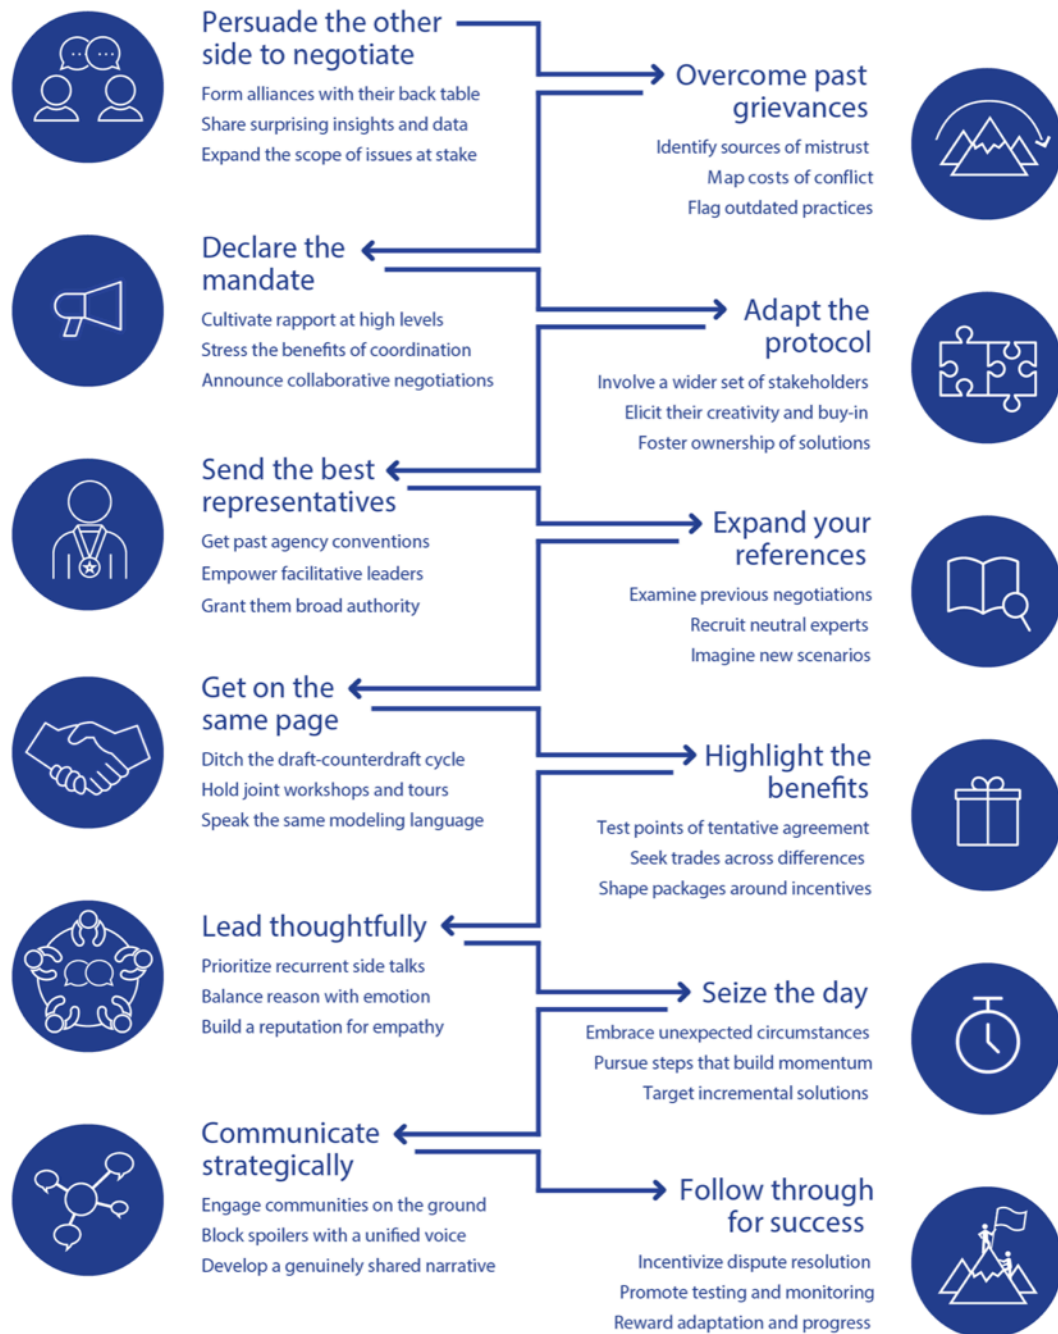 Persuade the other
side to negotiate
Form alliances with their back table
Share surprising insights and data
Expand the scope of issues at stake
Overcome past
grievances
Identify sources of mistrust
Map costs of conflict
Flag outdated practices
Declare the
mandate
Cultivate rapport at high levels
Stress the benefits of coordination
Announce collaborative negotiations
Adapt the
protocol
Involve a wider set of stakeholders
Elicit their creativity and buy-in
Foster ownership of solutions
Send the best
representatives
Get past agency conventions
Empower facilitative leaders
Grant them broad authority
Expand your
references
Examine previous negotiations
Recruit neutral experts
Imagine new scenarios
Get on the
same page
Ditch the draft-counterdraft cycle
Hold joint workshops and tours
Speak the same modeling language
Highlight the
benefits
Test points of tentative agreement
Seek trades across differences
Shape packages around incentives
Lead thoughtfully
Prioritize recurrent side talks
Balance reason with emotion
Build a reputation for empathy
Seize the day
Embrace unexpected circumstances
Pursue steps that build momentum
Target incremental solutions
Communicate
strategically
Engage communities on the ground
Block spoilers with a unified voice
Develop a genuinely shared narrative
Follow through
for success
Incentivize dispute resolution
Promote testing and monitoring
Reward adaptation and progress